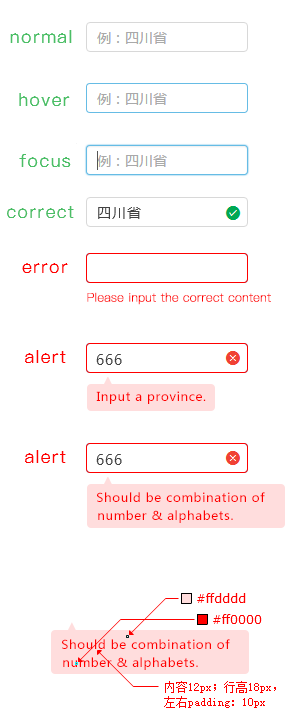 normal
例：四川省
hover
例：四川省
focus
例：四川省
correct
四川省
error
Please input the correct content
alert
666
Input a province.
alert
666
Should be combination of
number & alphabets.
#ffdddd
#ff0000
Should be combination of
number & alphabets.
内容12px；行高18px，
左右padding：10px